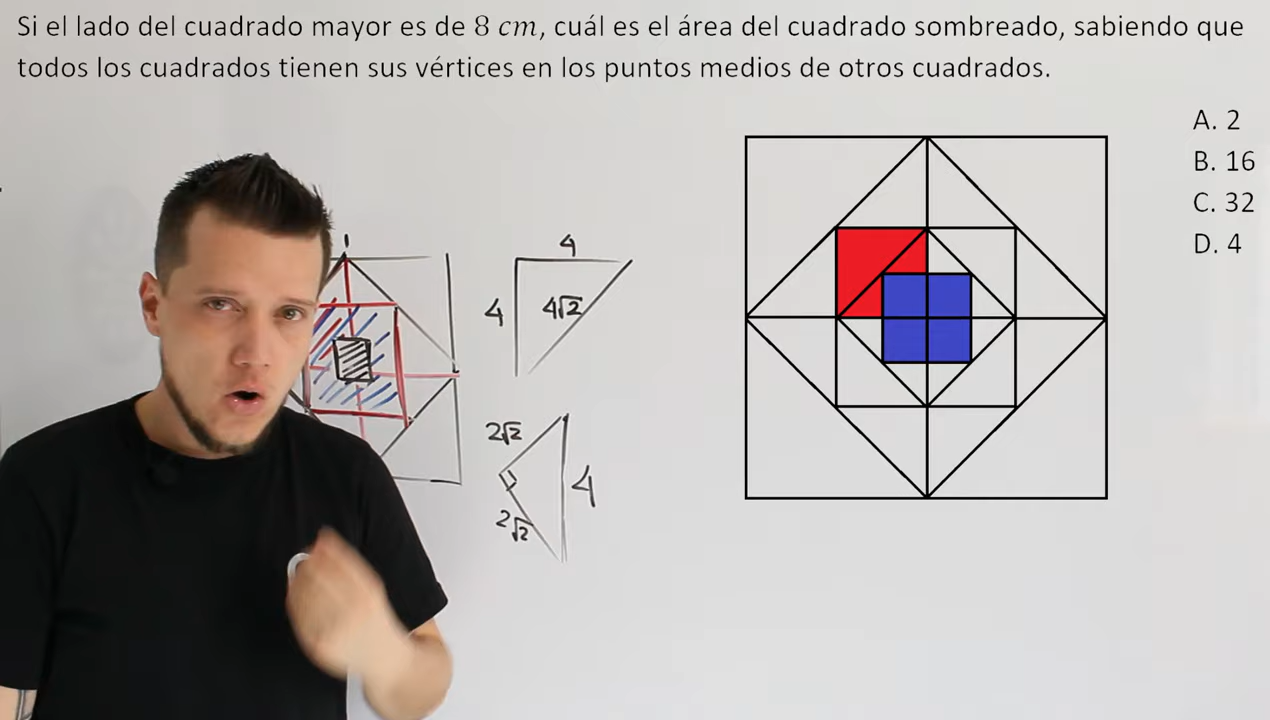 Si el lado del cuadrado mayor es de 8 cm, cuál es el área del cuadrado sombreado, sabiendo que
todos los cuadrados tienen sus vértices en los puntos medios de otros cuadrados.
A. 2
B. 16
C. 32
D. 4
4
4
4√2
2√2
4
2√2